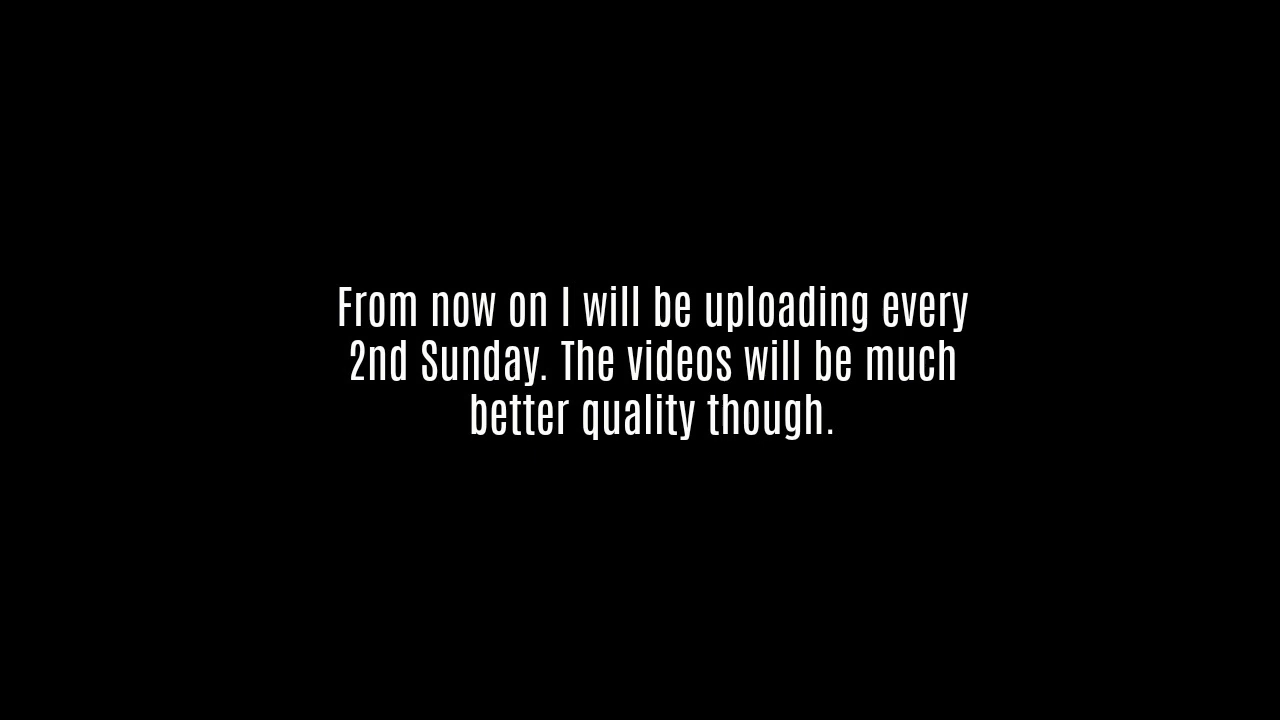 From now on I will be uploading every
2nd Sunday. The videos will be much
better quality though.